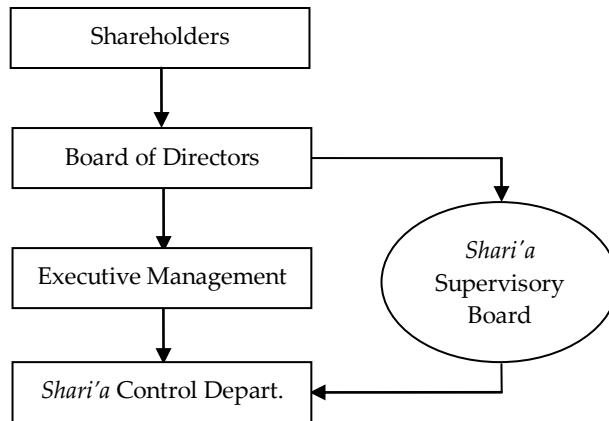 Shareholders
Board of Directors
Executive Management
Shari'a
Supervisory
Board
Shari'a Control Depart.